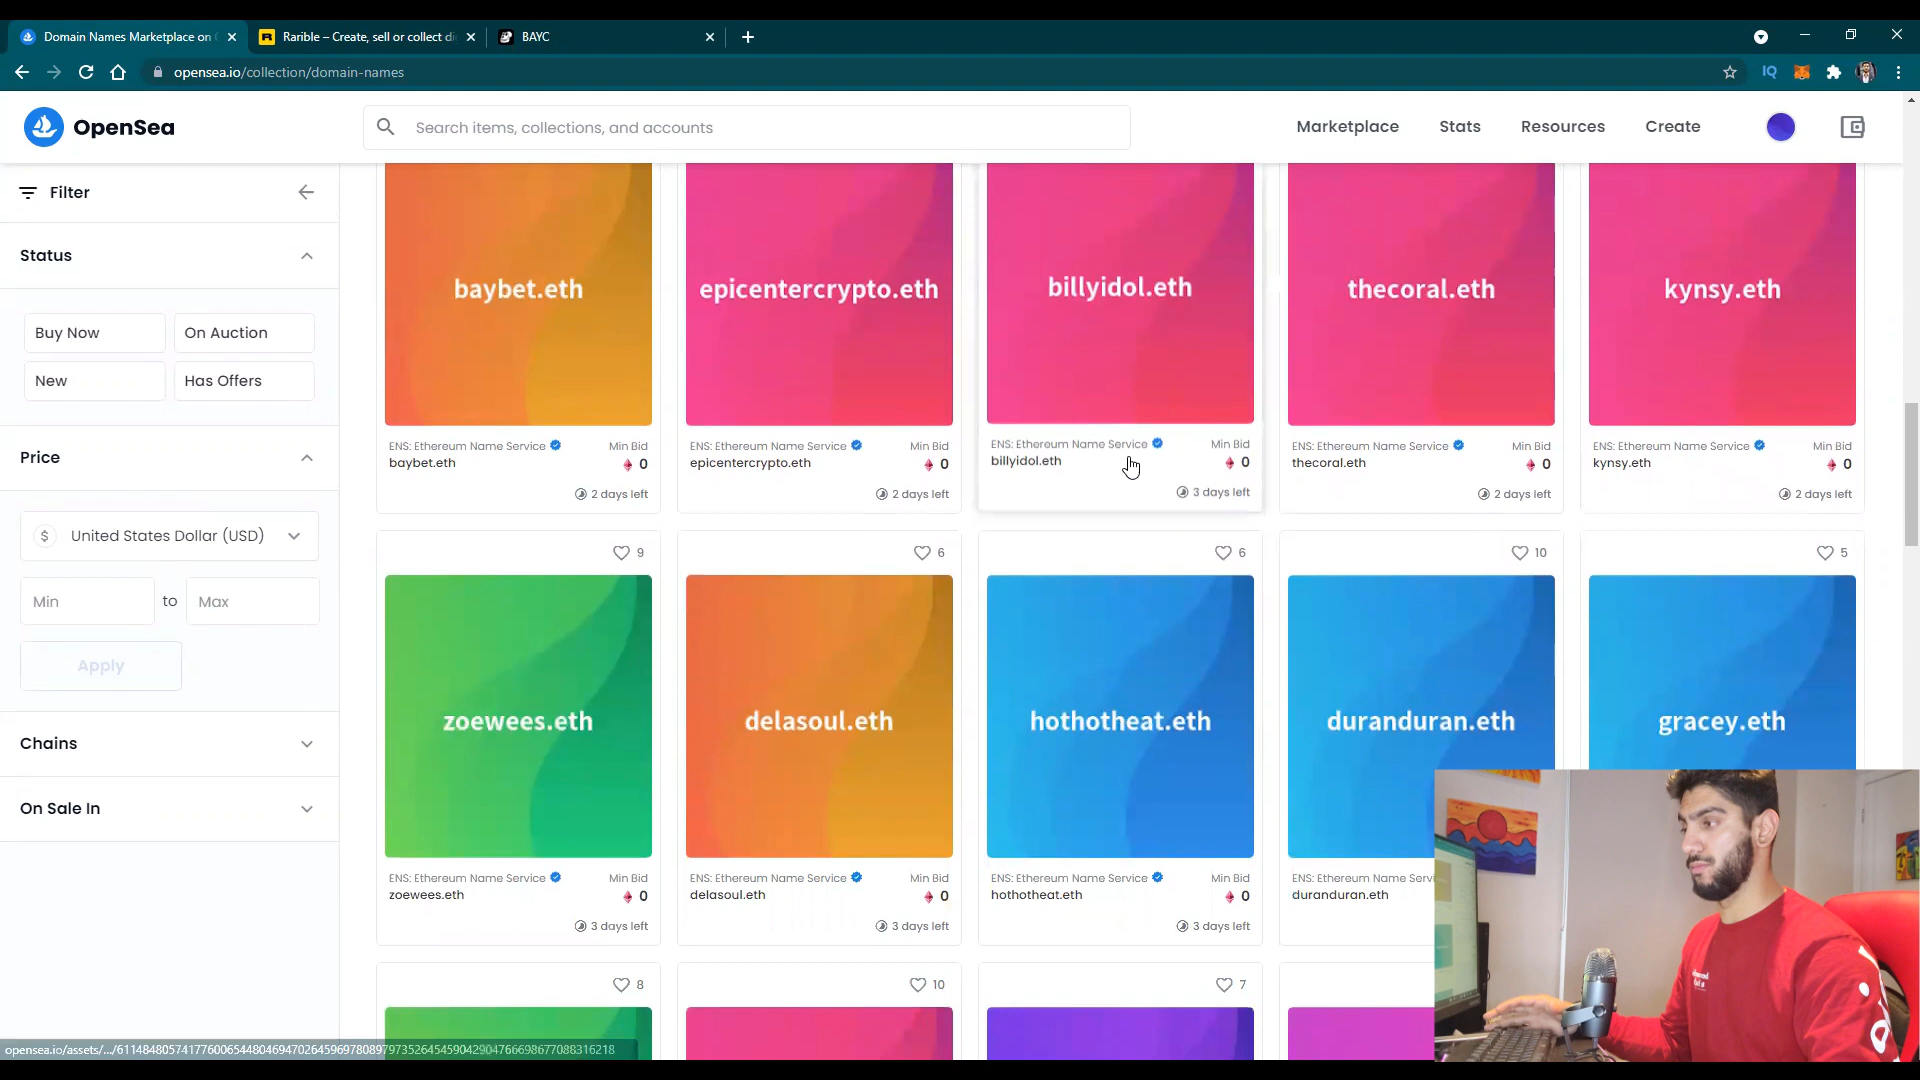 Domain Names Marketplace on O
Rarible – Create, sell or collect di
BAYC
opensea.io/collection/domain-names
IQ
OpenSea
Search items, collections, and accounts
Marketplace
Stats
Resources
Create
Filter
Status
Buy Now
On Auction
New
Has Offers
Price
$ United States Dollar (USD)
Min to Max
Apply
Chains
On Sale In
baybet.eth
epicentercrypto.eth
billyidol.eth
thecoral.eth
kynsy.eth
ENS: Ethereum Name Service Min Bid
baybet.eth 0
2 days left
ENS: Ethereum Name Service Min Bid
epicentercrypto.eth 0
2 days left
ENS: Ethereum Name Service Min Bid
billyidol.eth 0
3 days left
ENS: Ethereum Name Service Min Bid
thecoral.eth 0
2 days left
ENS: Ethereum Name Service Min Bid
kynsy.eth 0
2 days left
9
6
6
10
5
zoewees.eth
delasoul.eth
hothotheat.eth
duranduran.eth
gracey.eth
ENS: Ethereum Name Service Min Bid
zoewees.eth 0
3 days left
ENS: Ethereum Name Service Min Bid
delasoul.eth 0
3 days left
ENS: Ethereum Name Service Min Bid
hothotheat.eth 0
3 days left
ENS: Ethereum Name Servi
duranduran.eth
8
10
7